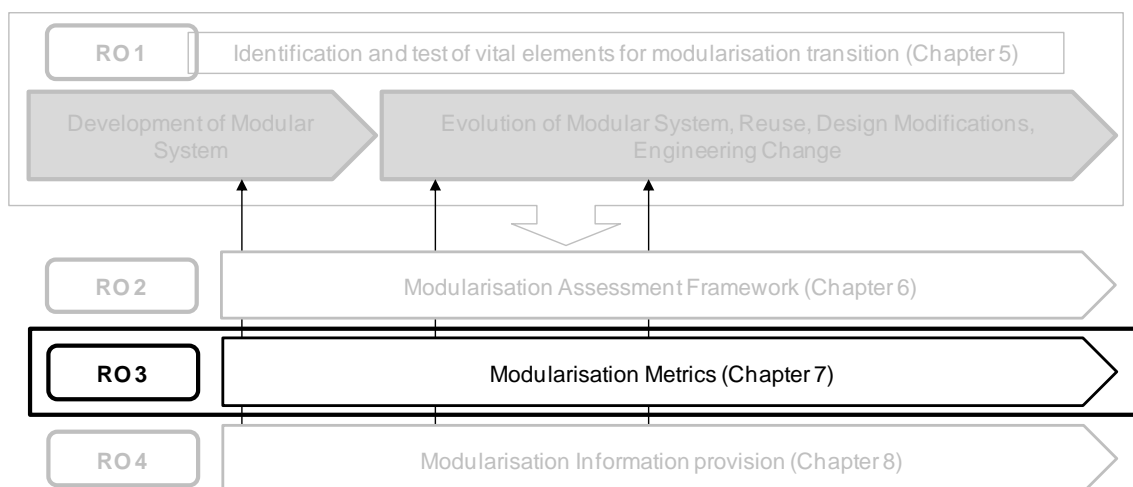 RO1
Identification and test of vital elements for modularisation transition (Chapter 5)
Development of Modular
System
Evolution of Modular System, Reuse, Design Modifications,
Engineering Change
RO2
Modularisation Assessment Framework (Chapter 6)
RO3
Modularisation Metrics (Chapter 7)
RO4
Modularisation Information provision (Chapter 8)